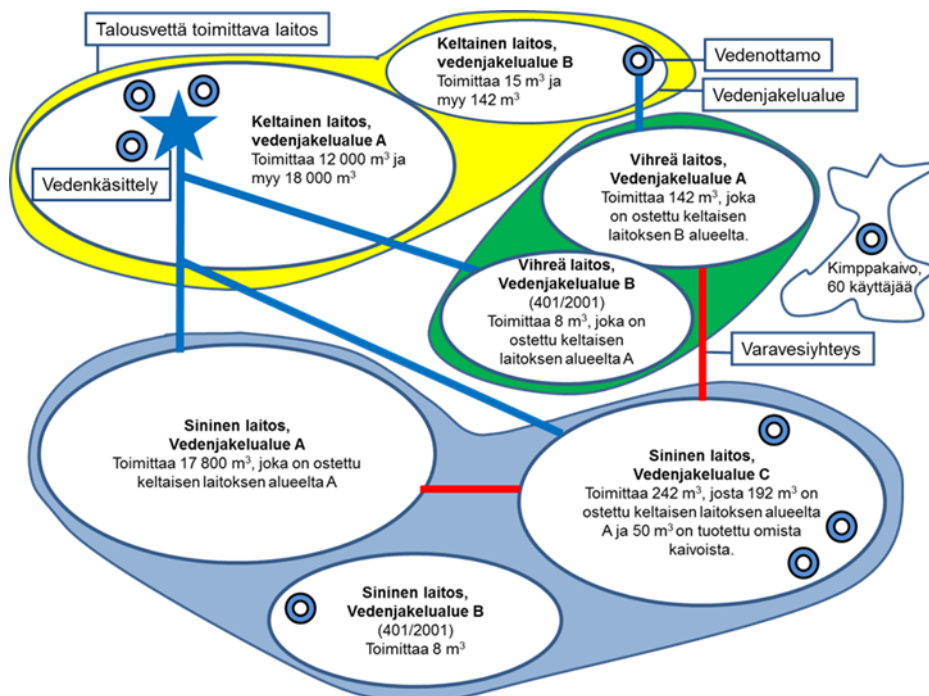 Talousvettä toimittava laitos
Keltainen laitos,
vedenjakelualue B
Toimittaa 15 m³ ja
myy 142 m³
Vedenottamo
Vedenjakelualue
Keltainen laitos,
vedenjakelualue A
Toimittaa 12 000 m³ ja
myy 18 000 m³
Vedenkäsittely
Vihreä laitos,
Vedenjakelualue A
Toimittaa 142 m³, joka
on ostettu keltaisen
laitoksen B alueelta.
Kimppakaivo,
60 käyttäjää
Vihreä laitos,
Vedenjakelualue B
(401/2001)
Toimittaa 8 m³, joka on
ostettu keltaisen
laitoksen alueelta A
Varavesiyhteys
Sininen laitos,
Vedenjakelualue A
Toimittaa 17 800 m³, joka on ostettu
keltaisen laitoksen alueelta A
Sininen laitos,
Vedenjakelualue C
Toimittaa 242 m³, josta 192 m³ on
ostettu keltaisen laitoksen alueelta
A ja 50 m³ on tuotettu omista
kaivoista.
Sininen laitos,
Vedenjakelualue B
(401/2001)
Toimittaa 8 m³